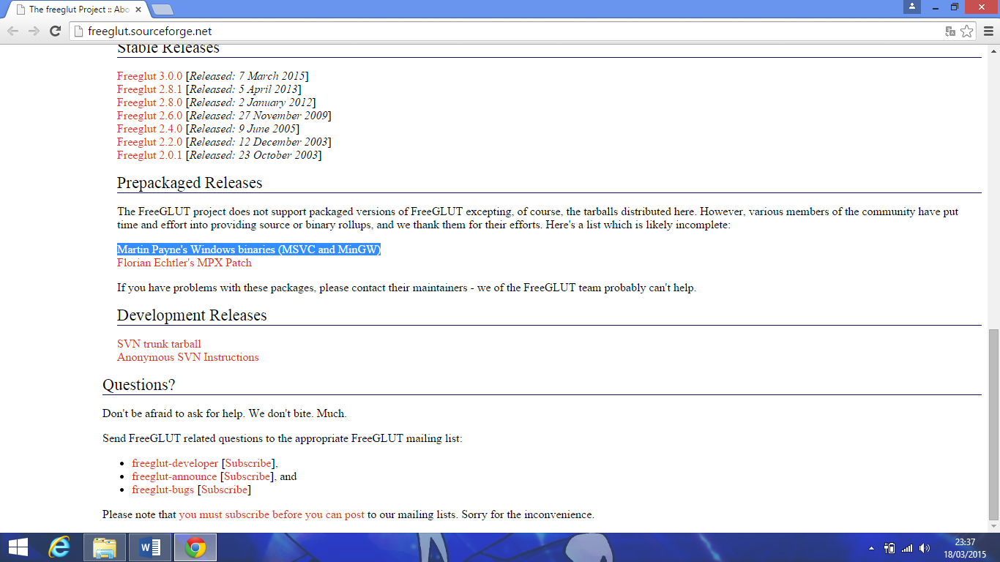 The freeglut Project :: Abo
freeglut.sourceforge.net
Stable Releases
Freeglut 3.0.0 [Released: 7 March 2015]
Freeglut 2.8.1 [Released: 5 April 2013]
Freeglut 2.8.0 [Released: 2 January 2012]
Freeglut 2.6.0 [Released: 27 November 2009]
Freeglut 2.4.0 [Released: 9 June 2005]
Freeglut 2.2.0 [Released: 12 December 2003]
Freeglut 2.0.1 [Released: 23 October 2003]
Prepackaged Releases
The FreeGLUT project does not support packaged versions of FreeGLUT excepting, of course, the tarballs distributed here. However, various members of the community have put
time and effort into providing source or binary rollups, and we thank them for their efforts. Here's a list which is likely incomplete:
Martin Payne's Windows binaries (MSVC and MinGW)
Florian Echtler's MPX Patch
If you have problems with these packages, please contact their maintainers - we of the FreeGLUT team probably can't help.
Development Releases
SVN trunk tarball
Anonymous SVN Instructions
Questions?
Don't be afraid to ask for help. We don't bite. Much.
Send FreeGLUT related questions to the appropriate FreeGLUT mailing list:
• freeglut-developer [Subscribe],
• freeglut-announce [Subscribe], and
• freeglut-bugs [Subscribe]
Please note that you must subscribe before you can post to our mailing lists. Sorry for the inconvenience.
23:37
18/03/2015